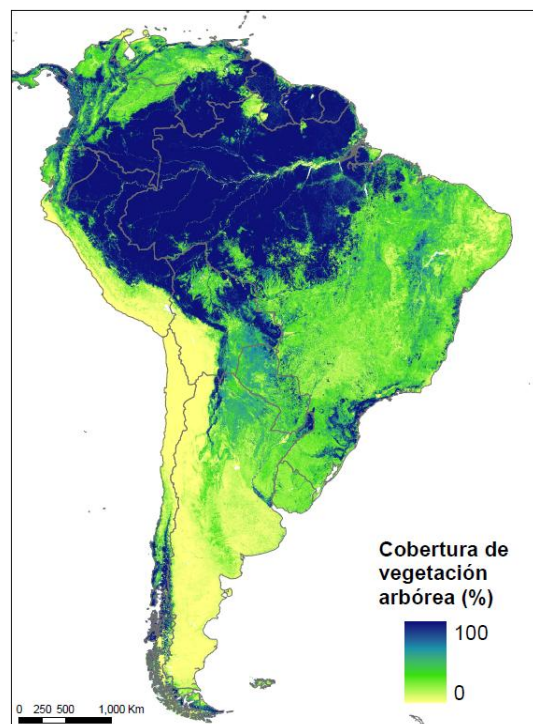 Cobertura de
vegetación
arbórea (%)
100
0
0 250 500 1,000 Km